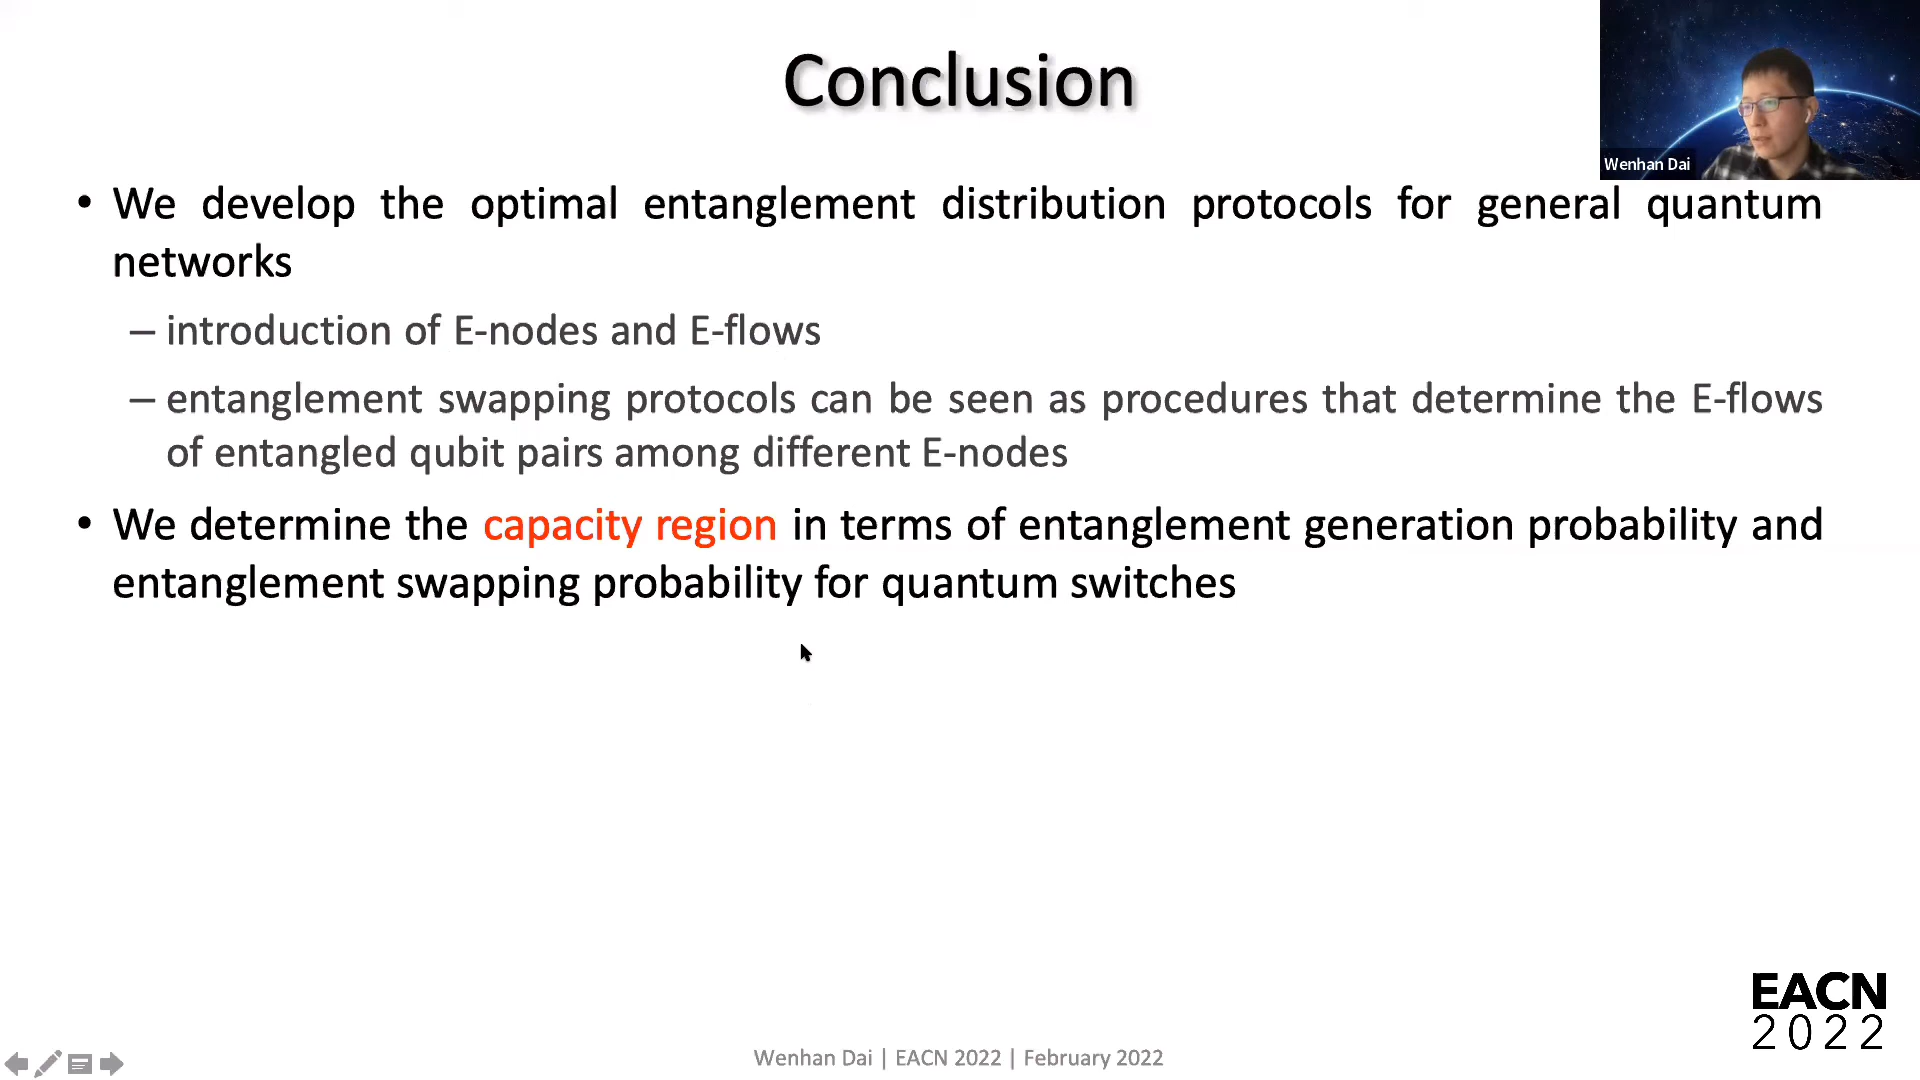 Conclusion
Wenhan Dai
• We develop the optimal entanglement distribution protocols for general quantum
networks
– introduction of E-nodes and E-flows
– entanglement swapping protocols can be seen as procedures that determine the E-flows
of entangled qubit pairs among different E-nodes
• We determine the capacity region in terms of entanglement generation probability and
entanglement swapping probability for quantum switches
EACN
2022
Wenhan Dai | EACN 2022 | February 2022